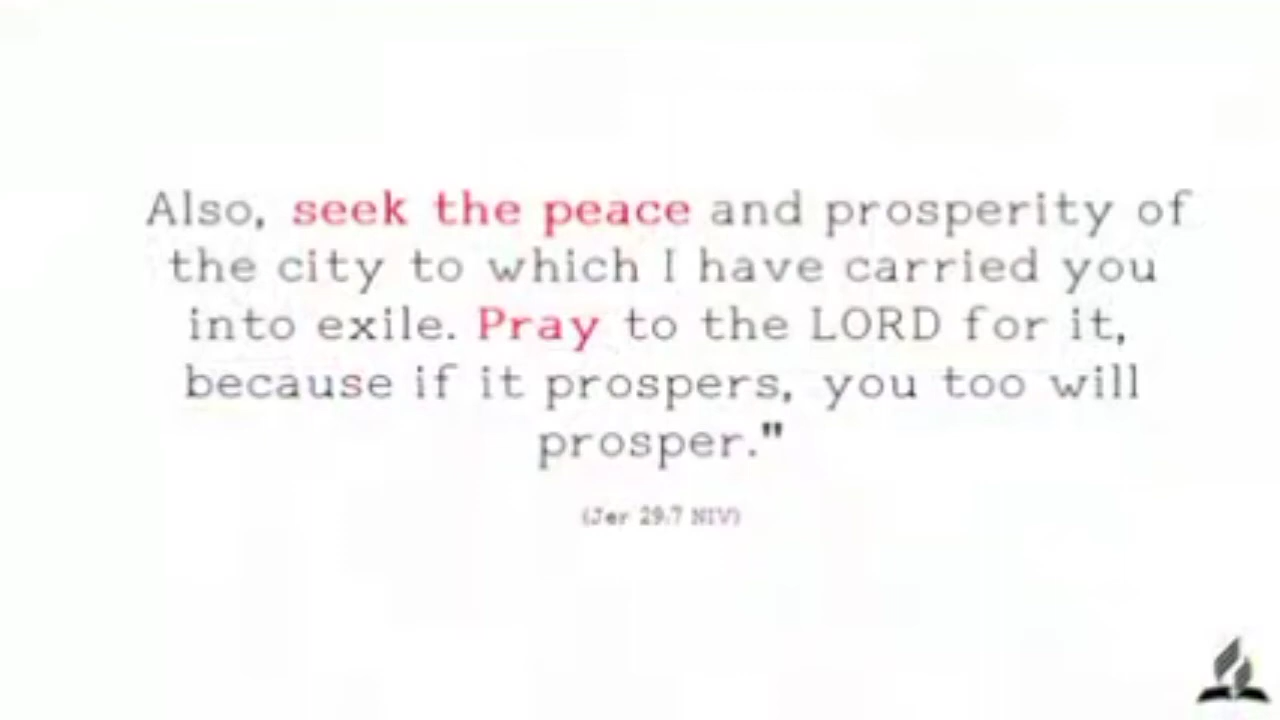 Also, seek the peace and prosperity of
the city to which I have carried you
into exile. Pray to the LORD for it,
because if it prospers, you too will
prosper."
(Jer 29:7 NIV)